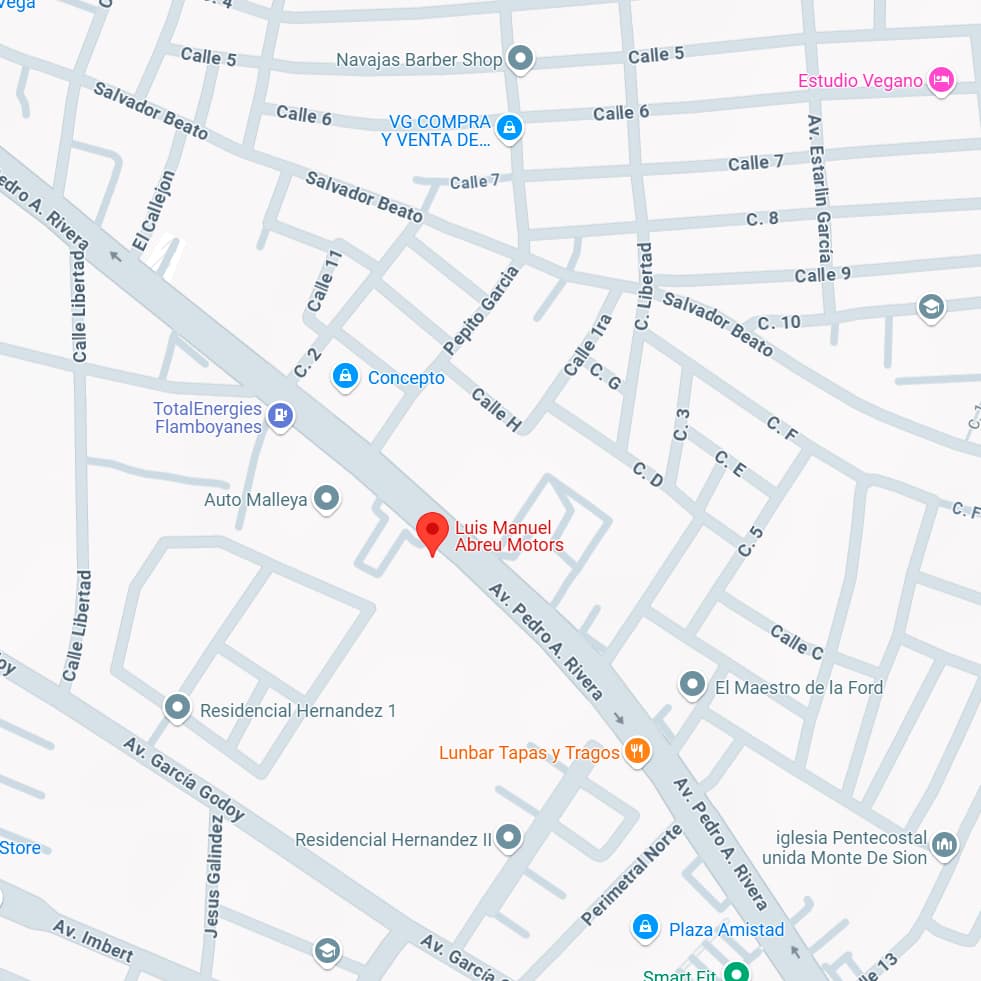 Vega
Calle 5
Navajas Barber Shop
Calle 5
Estudio Vegano
Salvador Beato
Calle 6
VG COMPRA
Y VENTA DE...
Calle 6
Av. Estarlin García
Calle 7
Calle 7
Salvador Beato
C. 8
Pedro A. Rivera
El Callejon
Calle 11
Pepito Garcia
C. Libertad
Calle 9
Calle Libertad
Calle 1ra
Salvador Beato
C. 10
C. 2
Concepto
C. G
TotalEnergies
Flamboyanes
Calle H
C. 3
C. F
C. E
C. D
Auto Malleya
C. F
Luis Manuel
Abreu Motors
C. 5
Calle Libertad
Av. Pedro A. Rivera
Calle C
El Maestro de la Ford
Residencial Hernandez 1
Av. García Godoy
Lunbar Tapas y Tragos
Av. Pedro A. Rivera
Store
Jesus Galindez
Residencial Hernandez II
Perimetral Norte
iglesia Pentecostal
unida Monte De Sion
Av. Imbert
Plaza Amistad
Av. García
Smart Fit